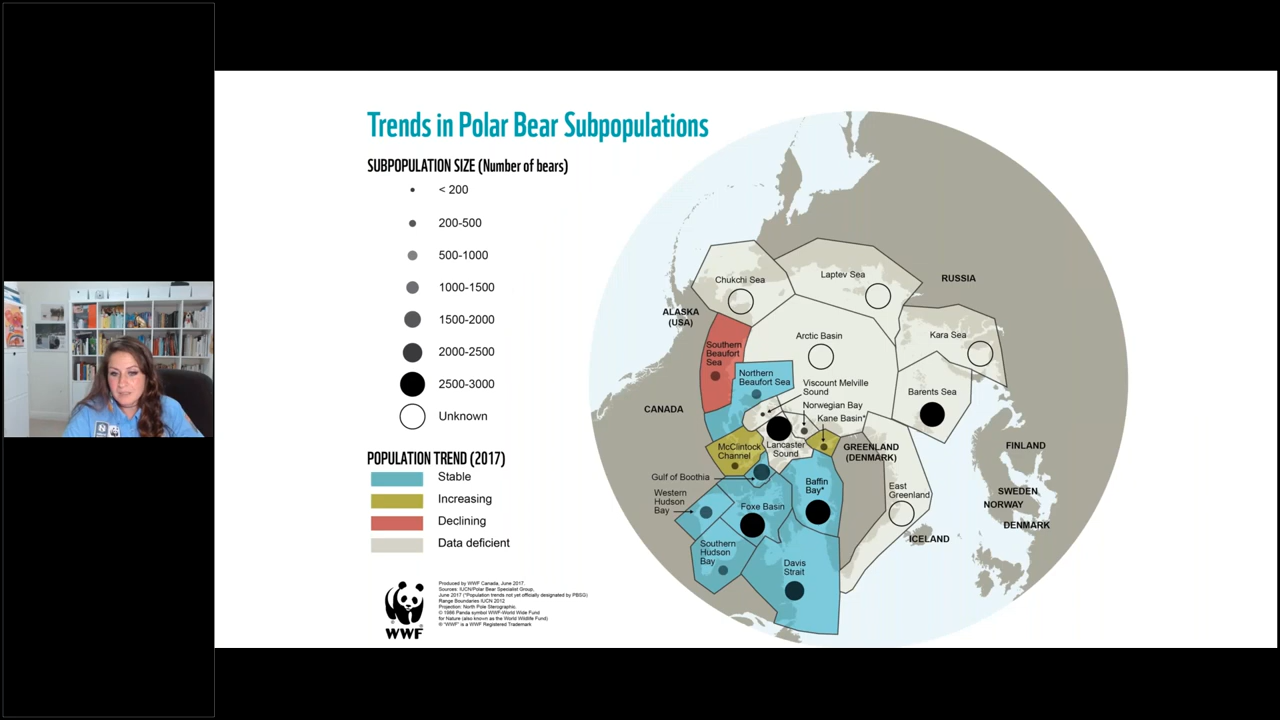 Trends in Polar Bear Subpopulations
SUBPOPULATION SIZE (Number of bears)
< 200
200-500
500-1000
1000-1500
1500-2000
2000-2500
2500-3000
Unknown
POPULATION TREND (2017)
Stable
Increasing
Declining
Data deficient
WWF
Produced by WWF Canada, June 2017.
Sources: IUCN/Polar Bear Specialist Group,
June 2017 (*Population trends not yet officially designated by PBSG)
Range Boundaries IUCN 2012
Projection: North Pole Sterographic.
© 1986 Panda symbol WWF-World Wide Fund
for Nature (also known as the World Wildlife Fund)
® "WWF" is a WWF Registered Trademark
Chukchi Sea
Laptev Sea
RUSSIA
ALASKA
(USA)
Arctic Basin
Kara Sea
Southern
Beaufort
Sea
Northern
Beaufort Sea
Viscount Melville
Sound
Barents Sea
CANADA
Norwegian Bay
Kane Basin*
McClintock
Channel
Lancaster
Sound
GREENLAND
(DENMARK)
FINLAND
Gulf of Boothia
Baffin
Bay*
East
Greenland
SWEDEN
NORWAY
DENMARK
Western
Hudson
Bay
Foxe Basin
ICELAND
Southern
Hudson
Bay
Davis
Strait